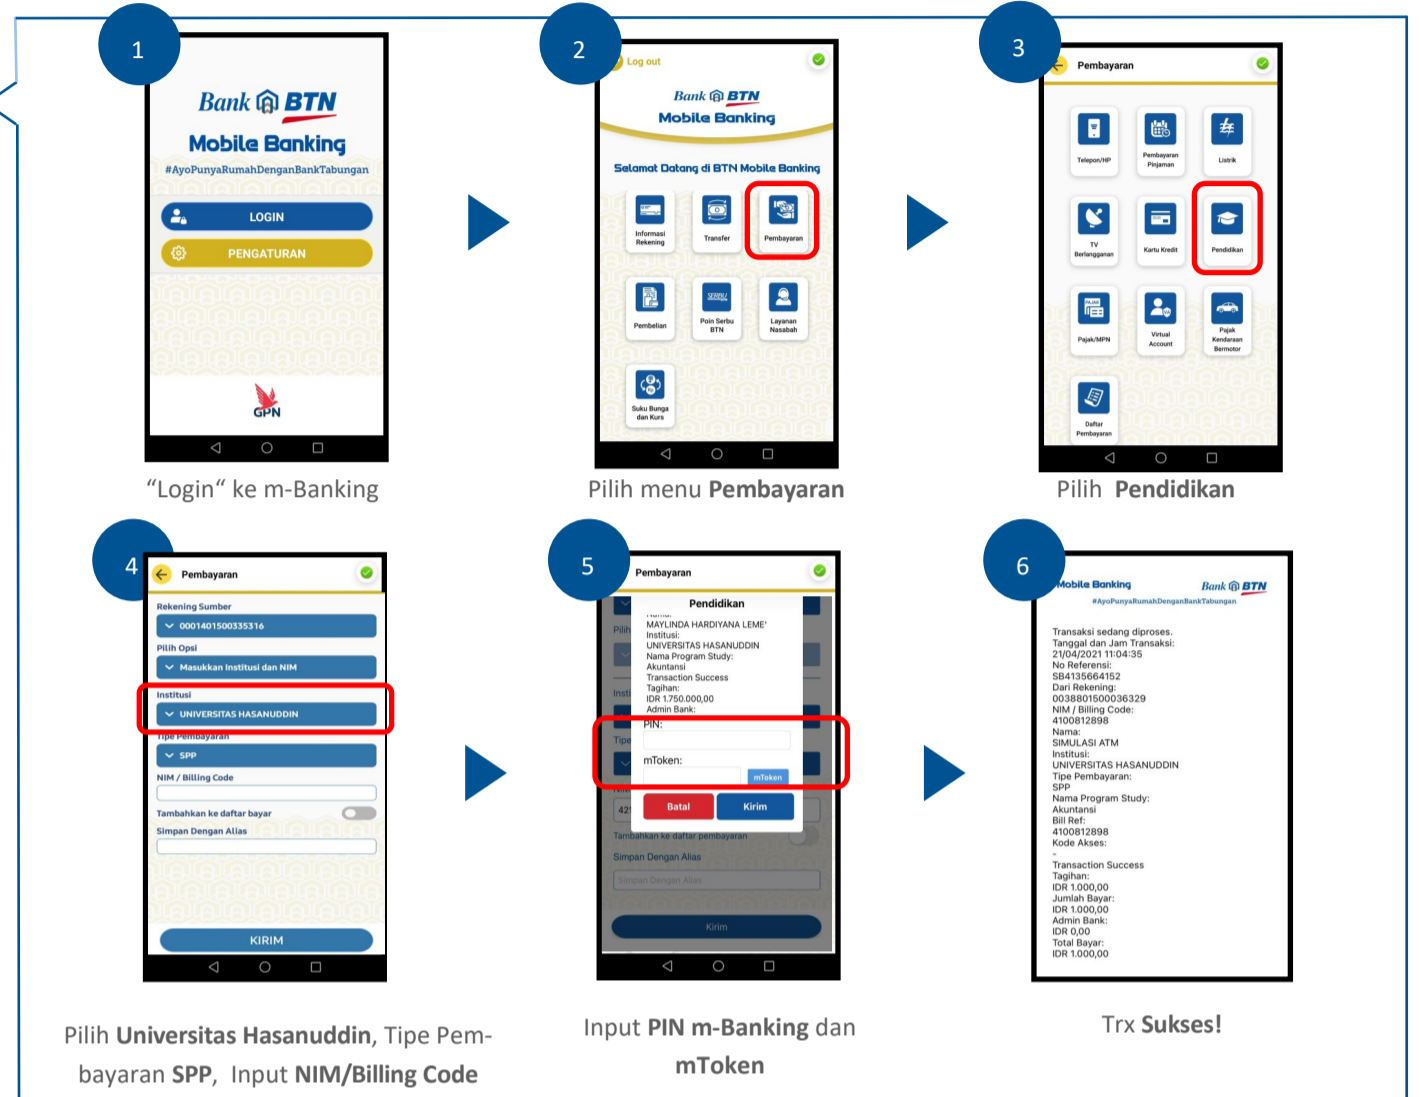 1
Bank BTN
Mobile Banking
#AyoPunyaRumahDenganBankTabungan
LOGIN
PENGATURAN
GPN
“Login“ ke m-Banking
2
Log out
Bank BTN
Mobile Banking
Selamat Datang di BTN Mobile Banking
Informasi
Rekening
Transfer
Pembayaran
Pembelian
SERBU
Poin Serbu
BTN
Layanan
Nasabah
Suku Bunga
dan Kurs
Pilih menu Pembayaran
3
Pembayaran
Telepon/HP
Pembayaran
Pinjaman
Listrik
TV
Berlangganan
Kartu Kredit
Pendidikan
PAJAK
Pajak/MPN
Virtual
Account
Pajak
Kendaraan
Bermotor
Daftar
Pembayaran
Pilih Pendidikan
4
Pembayaran
Rekening Sumber
0001401500335316
Pilih Opsi
Masukkan Institusi dan NIM
Institusi
UNIVERSITAS HASANUDDIN
Tipe Pembayaran
SPP
NIM / Billing Code
Tambahkan ke daftar bayar
Simpan Dengan Alias
KIRIM
Pilih Universitas Hasanuddin, Tipe Pem-
bayaran SPP, Input NIM/Billing Code
5
Pembayaran
Pendidikan
Nama:
MAYLINDA HARDIYANA LEME'
Institusi:
UNIVERSITAS HASANUDDIN
Nama Program Study:
Akuntansi
Transaction Success
Tagihan:
IDR 1.750.000,00
Admin Bank:
PIN:
mToken:
mToken
Batal Kirim
Pilih
Insti
Tipe
NIM
421
Tambahkan ke daftar pembayaran
Simpan Dengan Alias
Simpan Dengan Alias
Kirim
Input PIN m-Banking dan
mToken
6
Mobile Banking Bank BTN
#AyoPunyaRumahDenganBankTabungan
Transaksi sedang diproses.
Tanggal dan Jam Transaksi:
21/04/2021 11:04:35
No Referensi:
SB4135664152
Dari Rekening:
0038801500036329
NIM / Billing Code:
4100812898
Nama:
SIMULASI ATM
Institusi:
UNIVERSITAS HASANUDDIN
Tipe Pembayaran:
SPP
Nama Program Study:
Akuntansi
Bill Ref:
4100812898
Kode Akses:
-
Transaction Success
Tagihan:
IDR 1.000,00
Jumlah Bayar:
IDR 1.000,00
Admin Bank:
IDR 0,00
Total Bayar:
IDR 1.000,00
Trx Sukses!